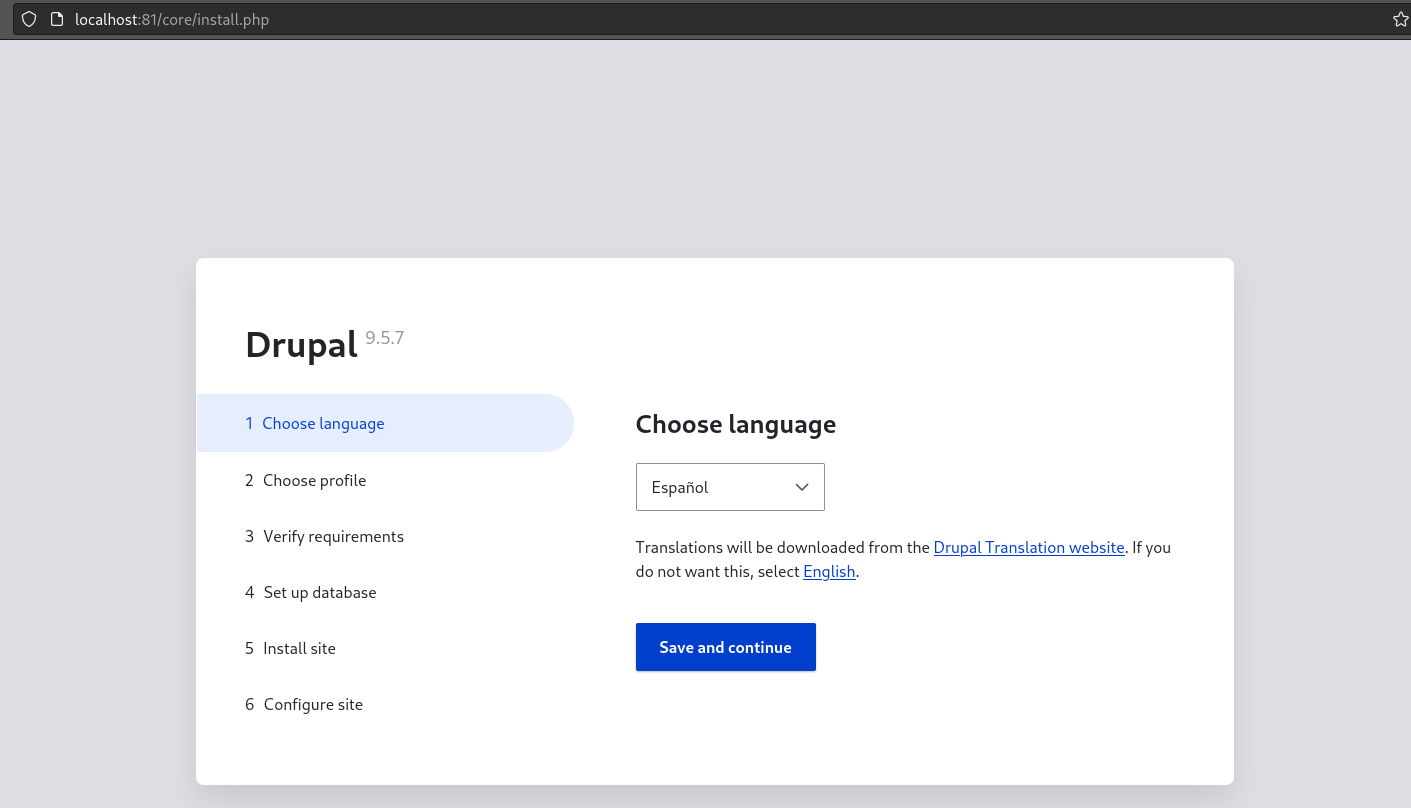 localhost:81/core/install.php
Drupal 9.5.7
1 Choose language
2 Choose profile
3 Verify requirements
4 Set up database
5 Install site
6 Configure site
Choose language
Español
Translations will be downloaded from the Drupal Translation website. If you
do not want this, select English.
Save and continue